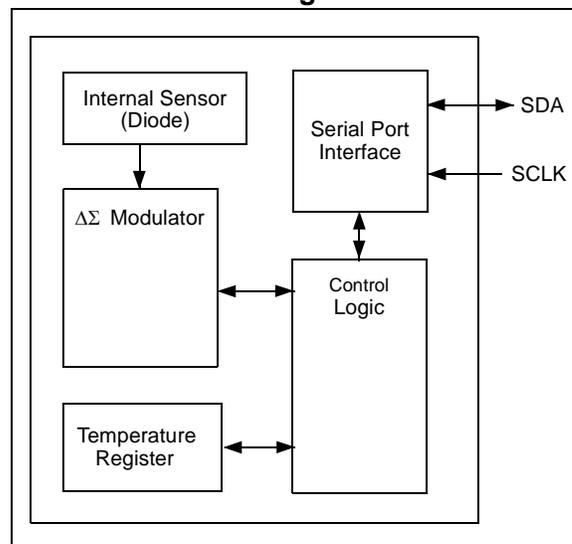 Internal Sensor
(Diode)
Serial Port
Interface
SDA
SCLK
ΔΣ Modulator
Control
Logic
Temperature
Register